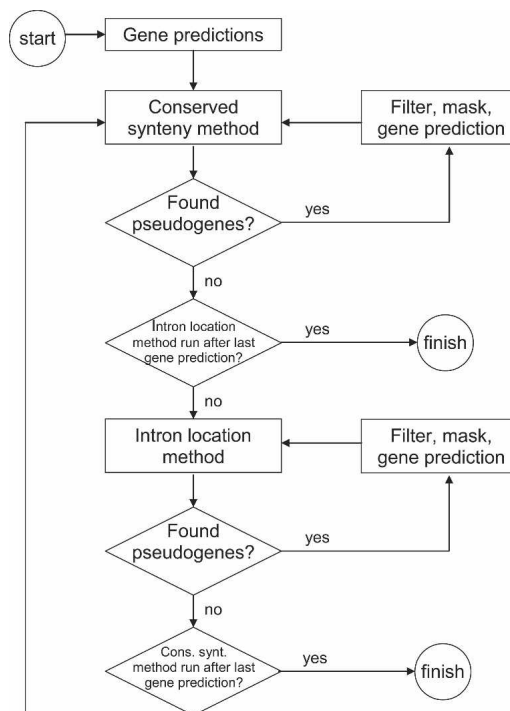 start
Gene predictions
Conserved
synteny method
Filter, mask,
gene prediction
Found
pseudogenes?
yes
no
Intron location
method run after last
gene prediction?
yes
finish
no
Intron location
method
Filter, mask,
gene prediction
Found
pseudogenes?
yes
no
Cons. synt.
method run after last
gene prediction?
yes
finish